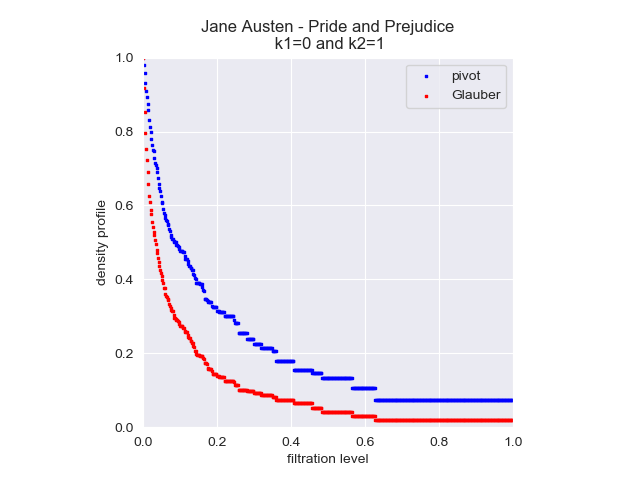 Jane Austen - Pride and Prejudice
k1=0 and k2=1
pivot
Glauber
density profile
1.0
0.8
0.6
0.4
0.2
0.0
0.0 0.2 0.4 0.6 0.8 1.0
filtration level